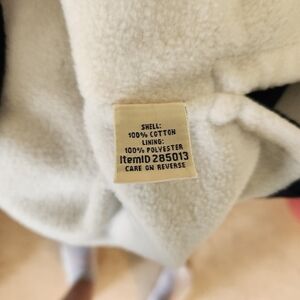 SHELL:
100% COTTON
LINING:
100% POLYESTER
ItemID 285013
CARE ON REVERSE